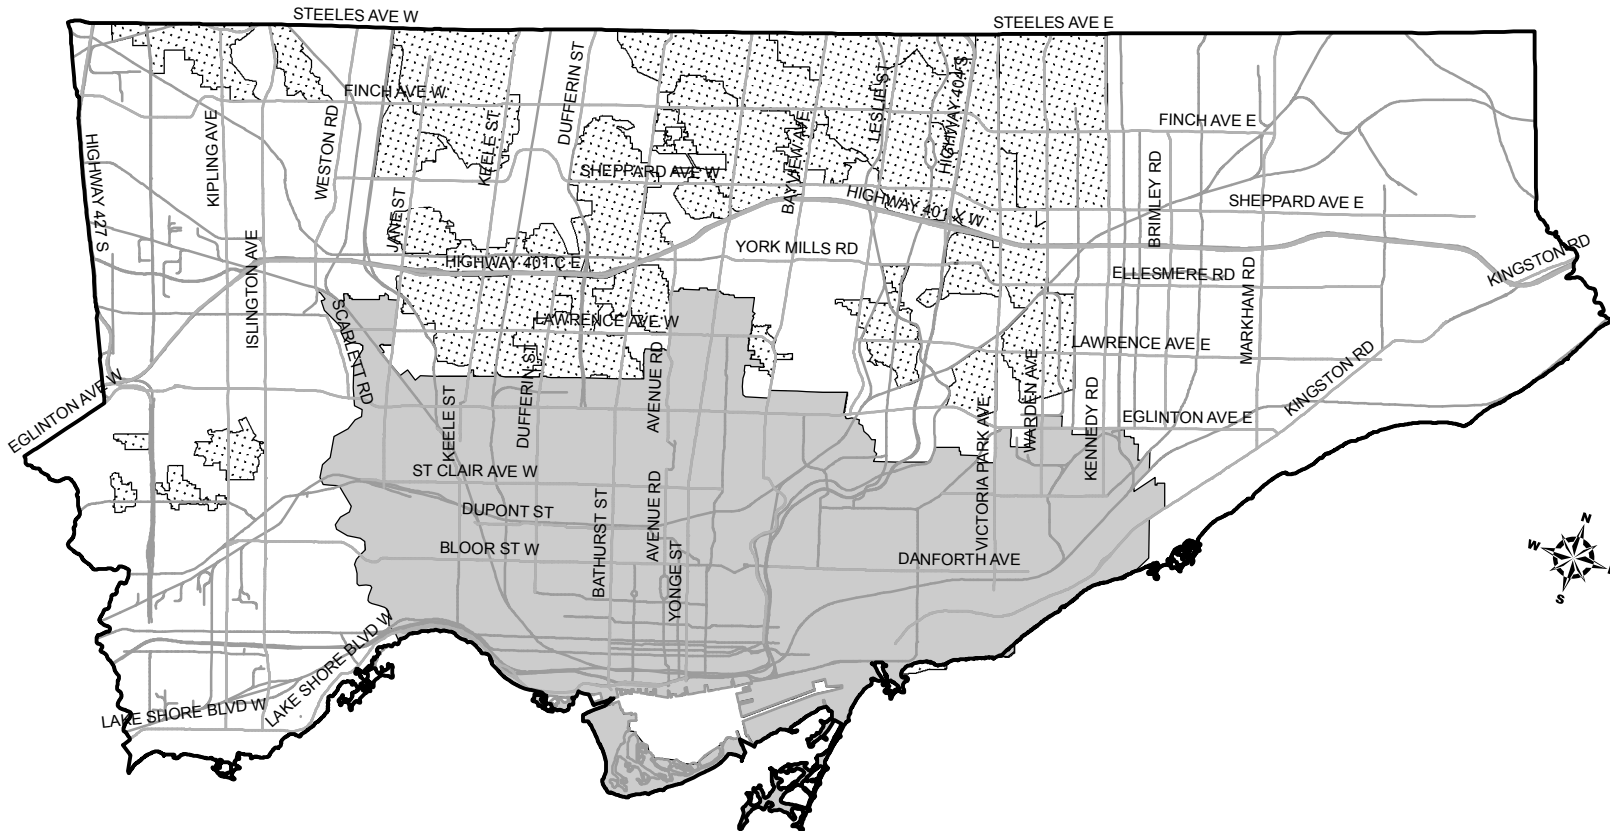 STEELES AVE W
STEELES AVE E
FINCH AVE W
DUFFERIN ST
LESLIE ST
HIGHWAY 404 S
HIGHWAY 427 S
KIPLING AVE
WESTON RD
KEELE ST
BAYVIEW AVE
FINCH AVE E
BRIMLEY RD
SHEPPARD AVE W
HIGHWAY 401 X W
SHEPPARD AVE E
JANE ST
ISLINGTON AVE
HIGHWAY 401 C E
YORK MILLS RD
ELLESMERE RD
KINGSTON RD
MARKHAM RD
SCARLETT RD
LAWRENCE AVE W
LAWRENCE AVE E
EGLINTON AVE W
KEELE ST
DUFFERIN ST
AVENUE RD
VICTORIA PARK AVE
WARDEN AVE
KENNEDY RD
EGLINTON AVE E
KINGSTON RD
ST CLAIR AVE W
DUPONT ST
BATHURST ST
AVENUE RD
BLOOR ST W
YONGE ST
DANFORTH AVE
N
W
S
LAKE SHORE BLVD W
LAKE SHORE BLVD W